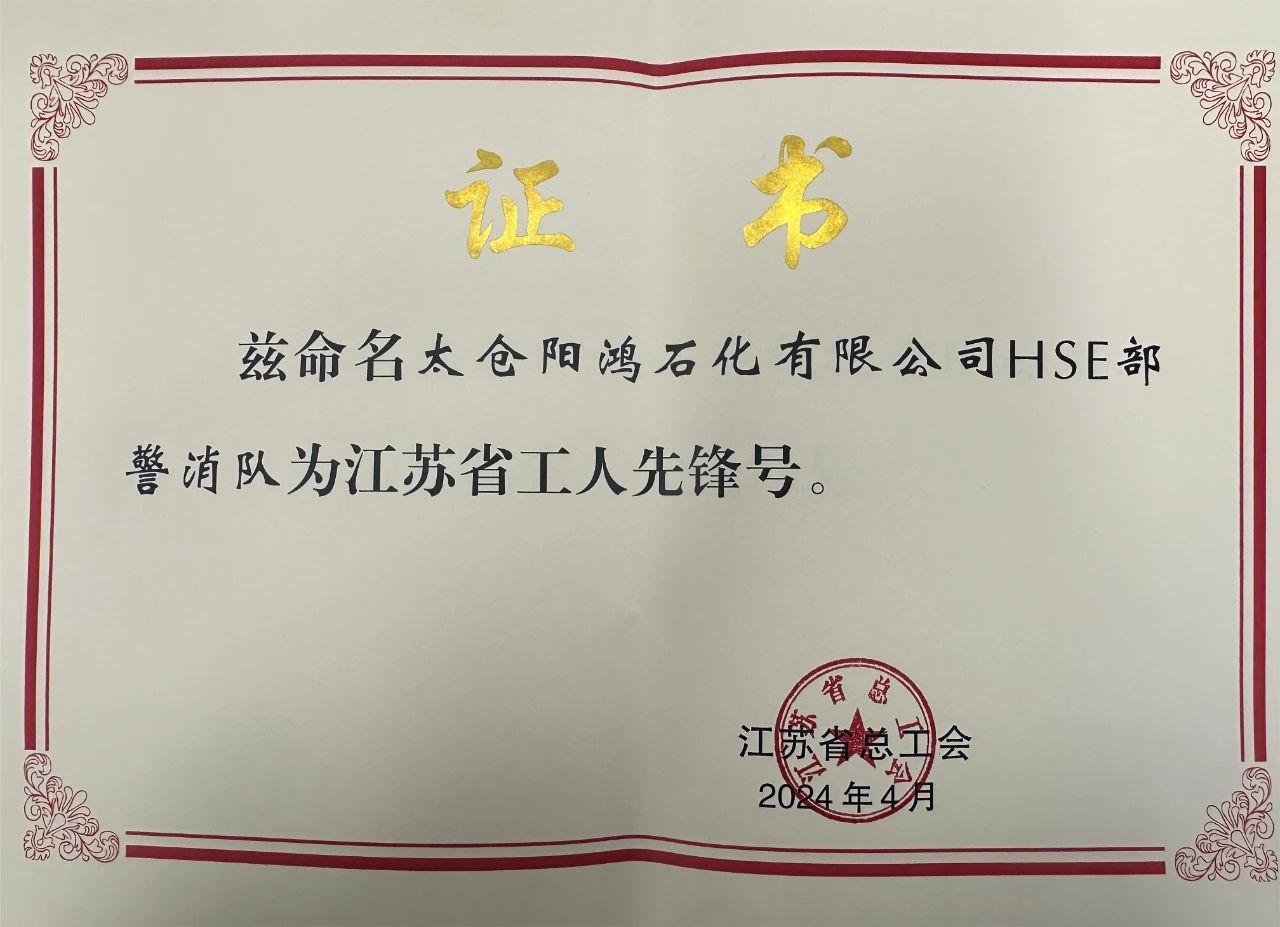 证 书
兹命名太仓阳鸿石化有限公司HSE部
警消队为江苏省工人先锋号。
江苏省总工会
江苏省总工会
2024年4月